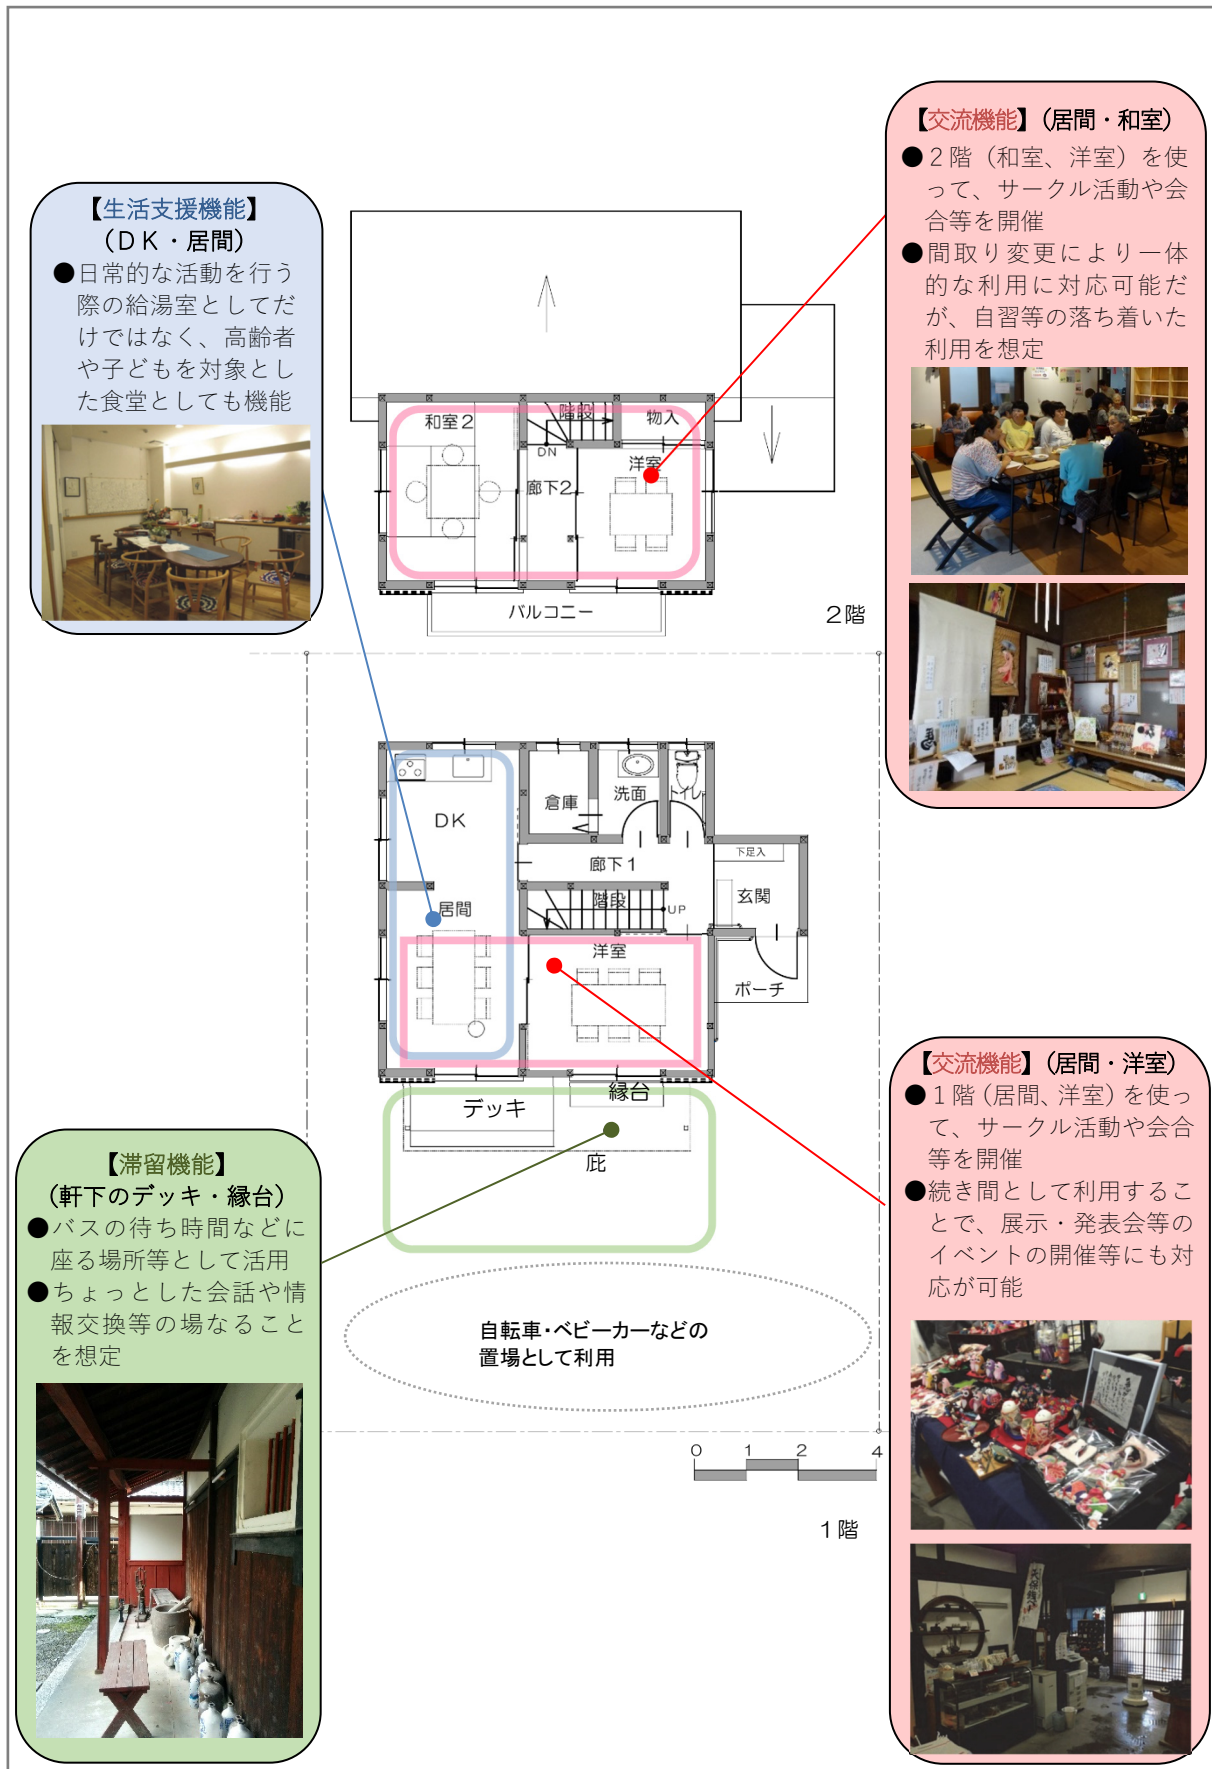 【交流機能】（居間・和室）
●２階（和室、洋室）を使
って、サークル活動や会
合等を開催
●間取り変更により一体
的な利用に対応可能だ
が、自習等の落ち着いた
利用を想定
【生活支援機能】
（ＤＫ・居間）
●日常的な活動を行う
際の給湯室としてだ
けではなく、高齢者
や子どもを対象とし
た食堂としても機能
和室２
階段
物入
DN
洋室
廊下２
バルコニー
２階
DK
倉庫
洗面
トイレ
廊下１
下足入
玄関
階段
UP
居間
洋室
ポーチ
デッキ
縁台
庇
【滞留機能】
（軒下のデッキ・縁台）
●バスの待ち時間などに
座る場所等として活用
●ちょっとした会話や情
報交換等の場なること
を想定
自転車・ベビーカーなどの
置場として利用
0 1 2 4
１階
【交流機能】（居間・洋室）
●１階（居間、洋室）を使っ
て、サークル活動や会合
等を開催
●続き間として利用するこ
とで、展示・発表会等の
イベントの開催等にも対
応が可能